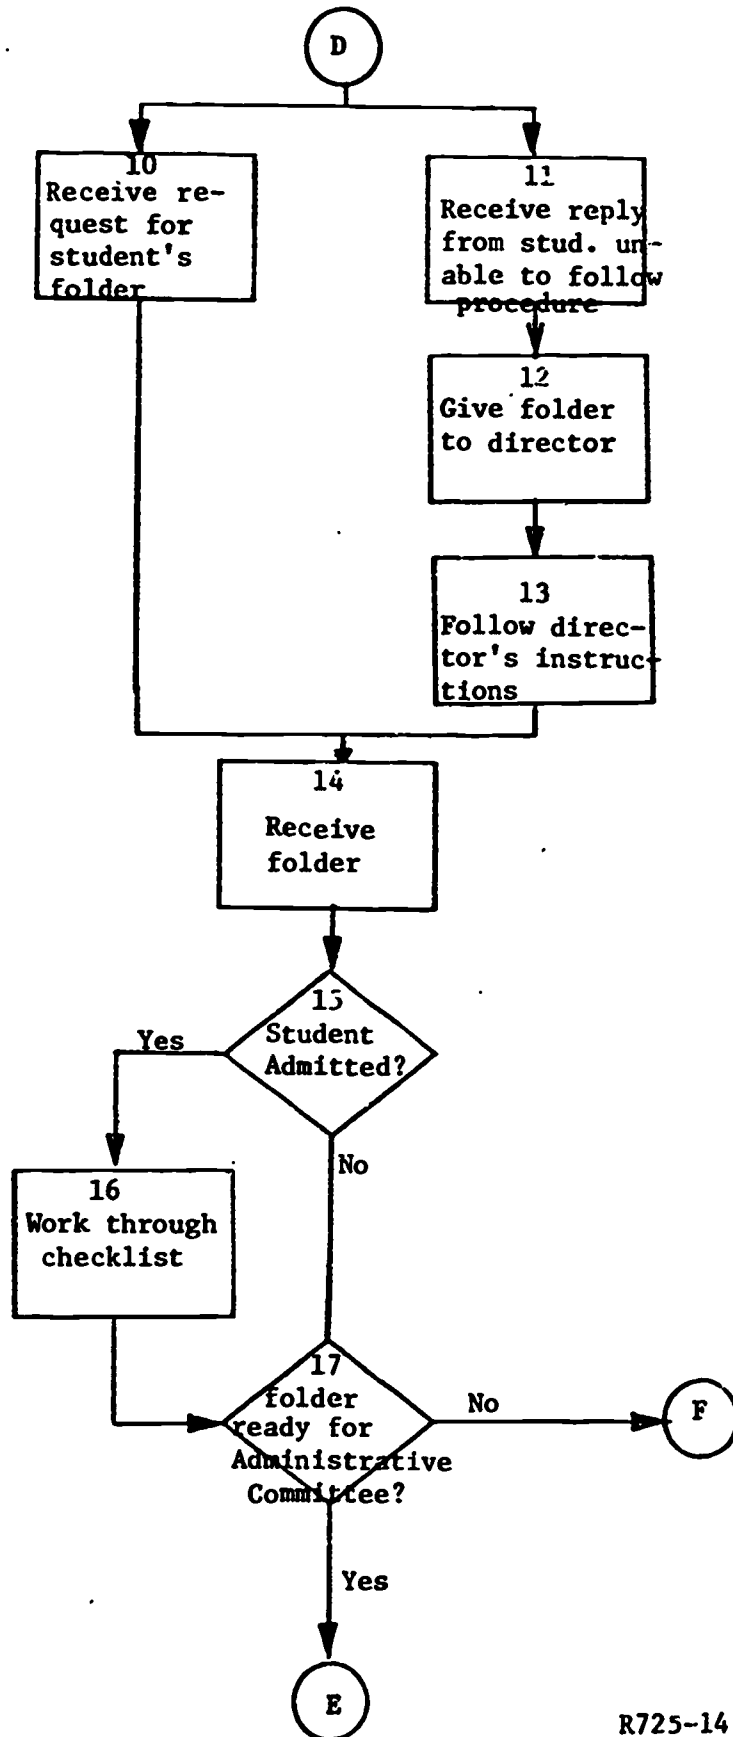 D
10
Receive re-
quest for
student's
folder
11
Receive reply
from stud. un-
able to follow
procedure
12
Give folder
to director
13
Follow direc-
tor's instruc-
tions
14
Receive
folder
15
Student
Admitted?
Yes
No
16
Work through
checklist
17
folder
ready for
Administrative
Committee?
No
F
Yes
E
R725-14